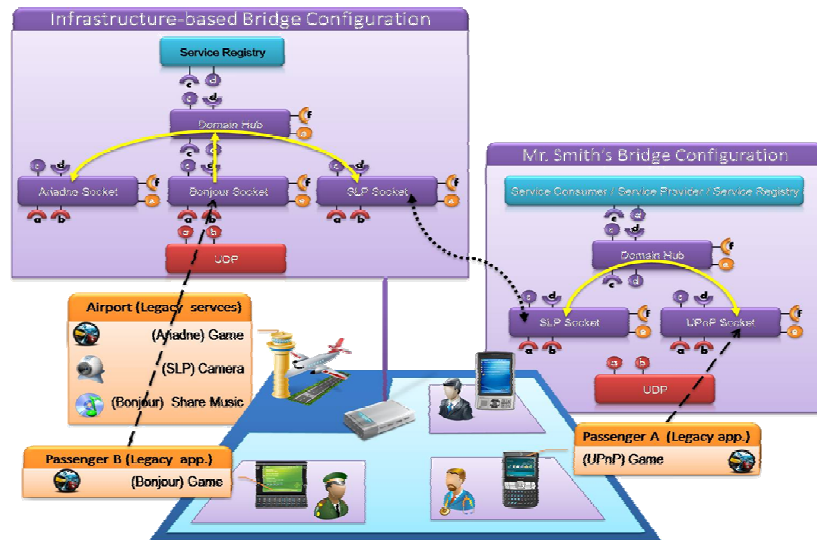 Infrastructure-based Bridge Configuration
Service Registry
c d
c d
Domain Hub
f
e
c d
c d
Ariadne Socket
f
e
a b
c d
Bonjour Socket
f
e
a b
c d
SLP Socket
f
e
a b
a b
UDP
Mr. Smith's Bridge Configuration
Service Consumer / Service Provider / Service Registry
c d
c d
Domain Hub
f
e
c d
c d
SLP Socket
f
e
a b
c d
UPnP Socket
f
e
a b
a b
UDP
Airport (Legacy servces)
(Ariadne) Game
(SLP) Camera
(Bonjour) Share Music
Passenger B (Legacy app.)
(Bonjour) Game
Passenger A (Legacy app.)
(UPnP) Game